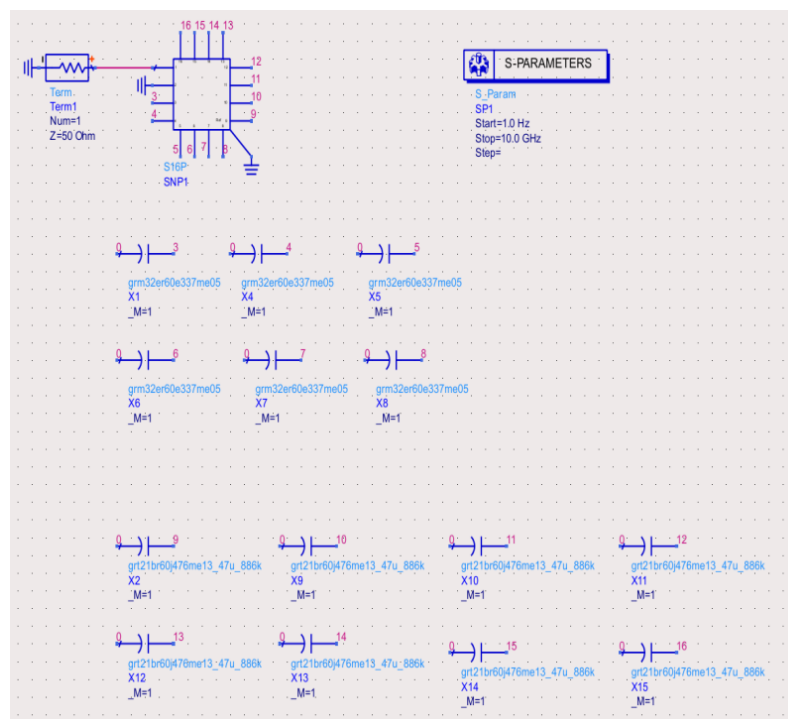 16 15 14 13
12
11
10
9
3
4
5 6 7 8
Term
Term1
Num=1
Z=50 Ohm
S16P
SNP1
Ref
S-PARAMETERS
S_Param
SP1
Start=1.0 Hz
Stop=10.0 GHz
Step=
0 3
grm32er60e337me05
X1
_M=1
0 4
grm32er60e337me05
X4
_M=1
0 5
grm32er60e337me05
X5
_M=1
0 6
grm32er60e337me05
X6
_M=1
0 7
grm32er60e337me05
X7
_M=1
0 8
grm32er60e337me05
X8
_M=1
0 9
grt21br60j476me13_47u_886k
X2
_M=1
0 10
grt21br60j476me13_47u_886k
X9
_M=1
0 11
grt21br60j476me13_47u_886k
X10
_M=1
0 12
grt21br60j476me13_47u_886k
X11
_M=1
0 13
grt21br60j476me13_47u_886k
X12
_M=1
0 14
grt21br60j476me13_47u_886k
X13
_M=1
0 15
grt21br60j476me13_47u_886k
X14
_M=1
0 16
grt21br60j476me13_47u_886k
X15
_M=1